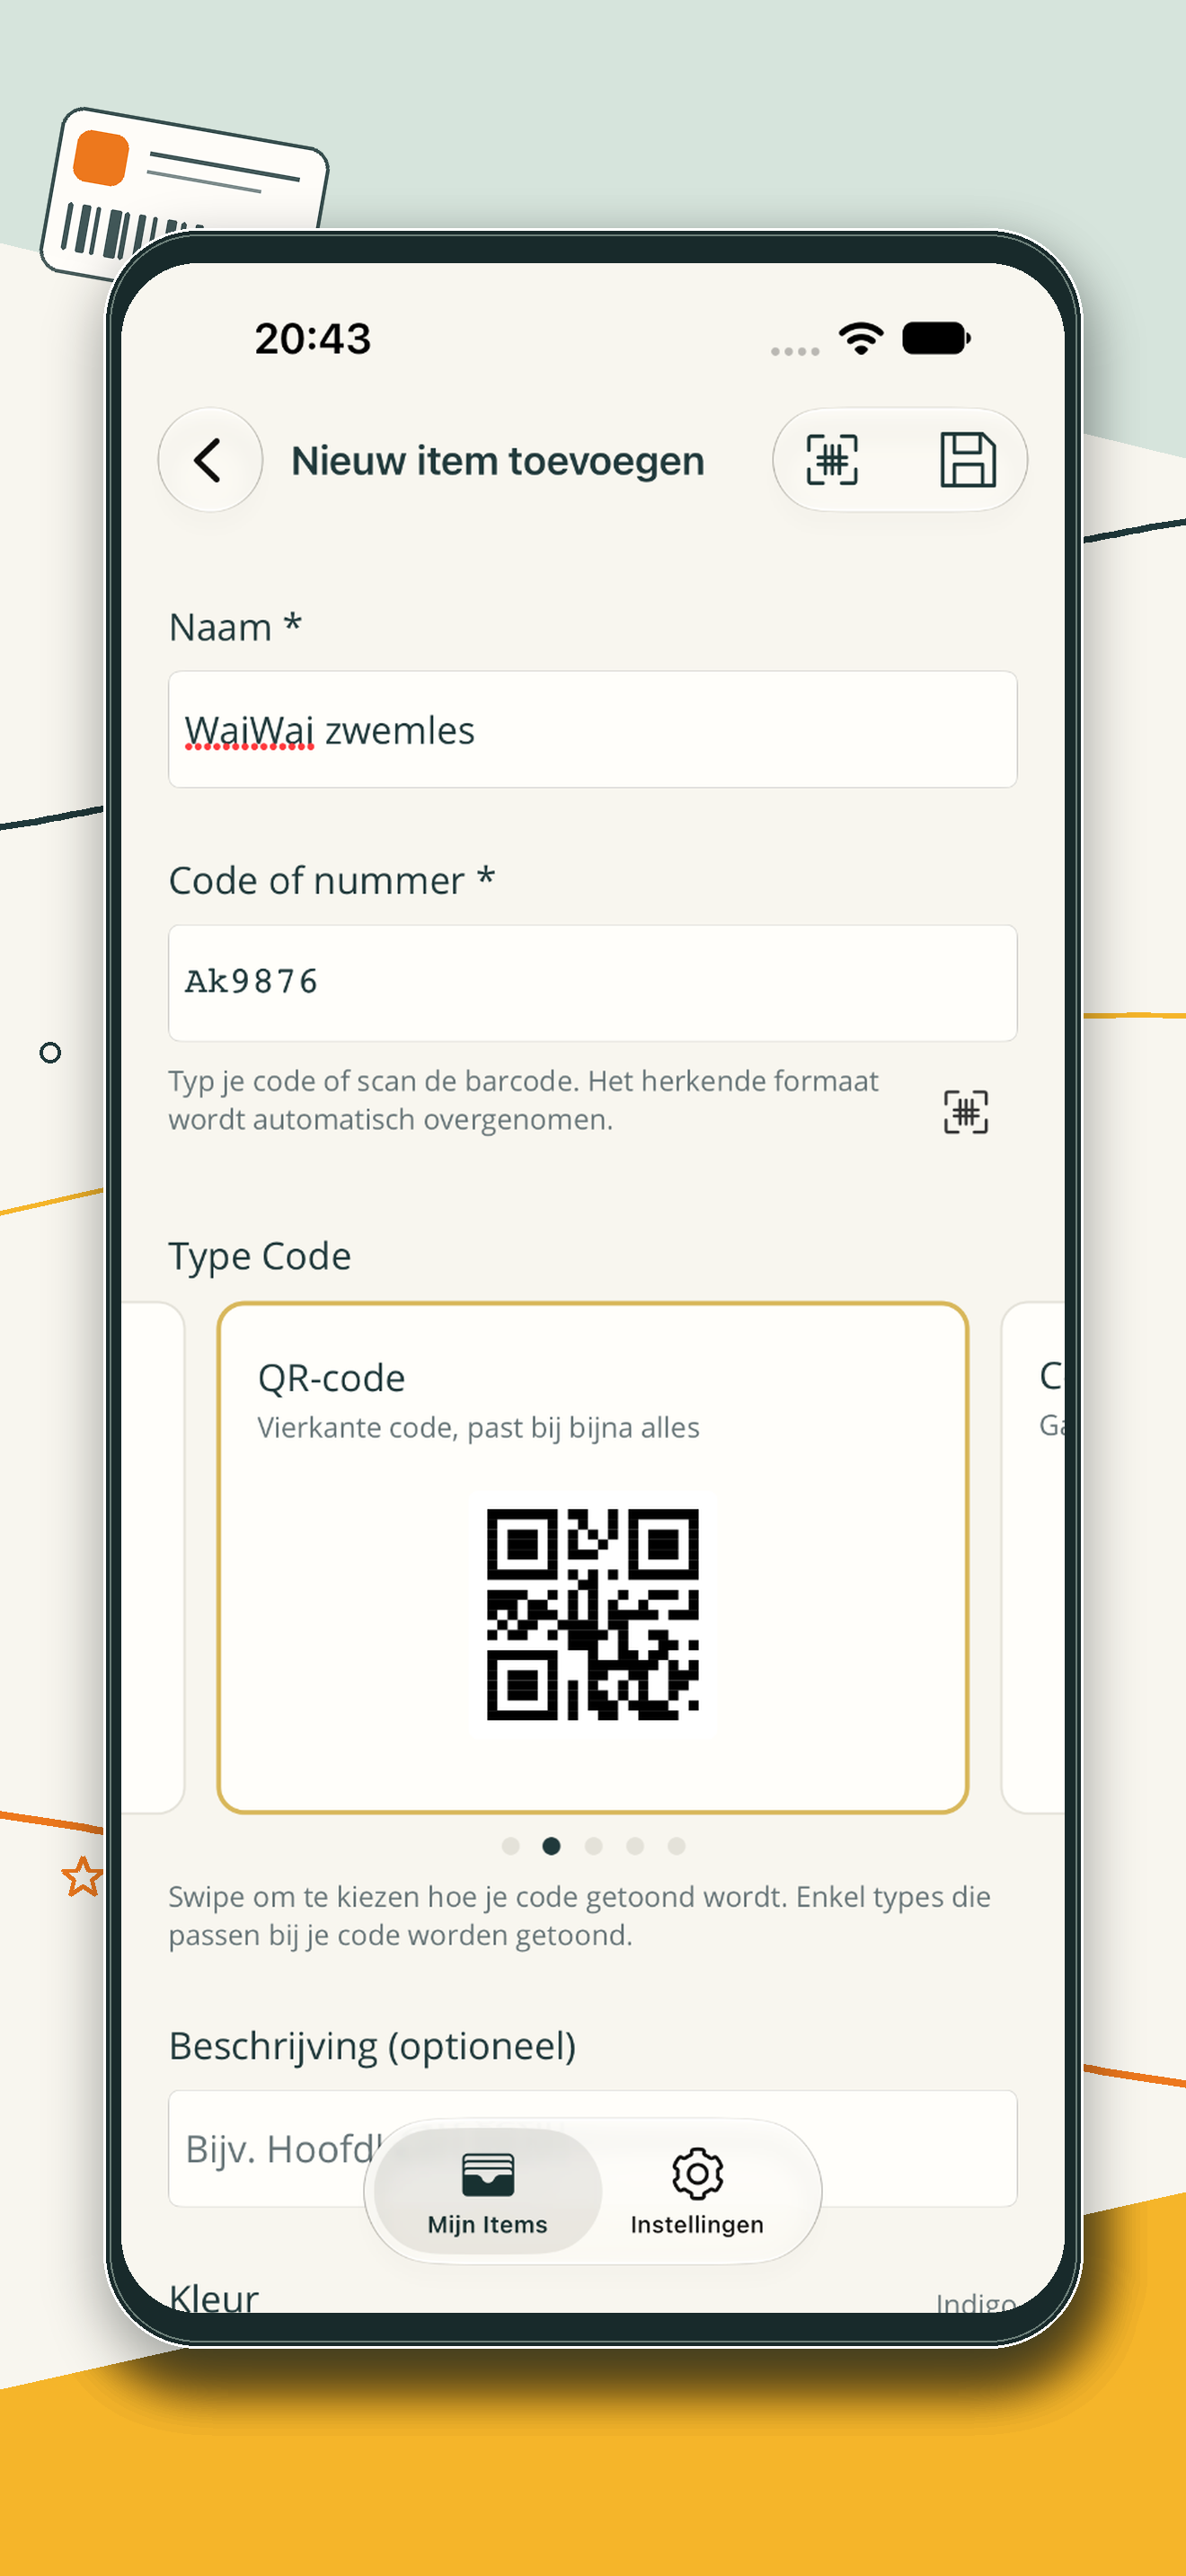 20:43
Nieuw item toevoegen
Naam *
WaiWai zwemles
Code of nummer *
Ak9876
Typ je code of scan de barcode. Het herkende formaat
wordt automatisch overgenomen.
Type Code
QR-code
Vierkante code, past bij bijna alles
Swipe om te kiezen hoe je code getoond wordt. Enkel types die
passen bij je code worden getoond.
Beschrijving (optioneel)
Bijv.
Mijn Items
Instellingen
Kleur
Indigo